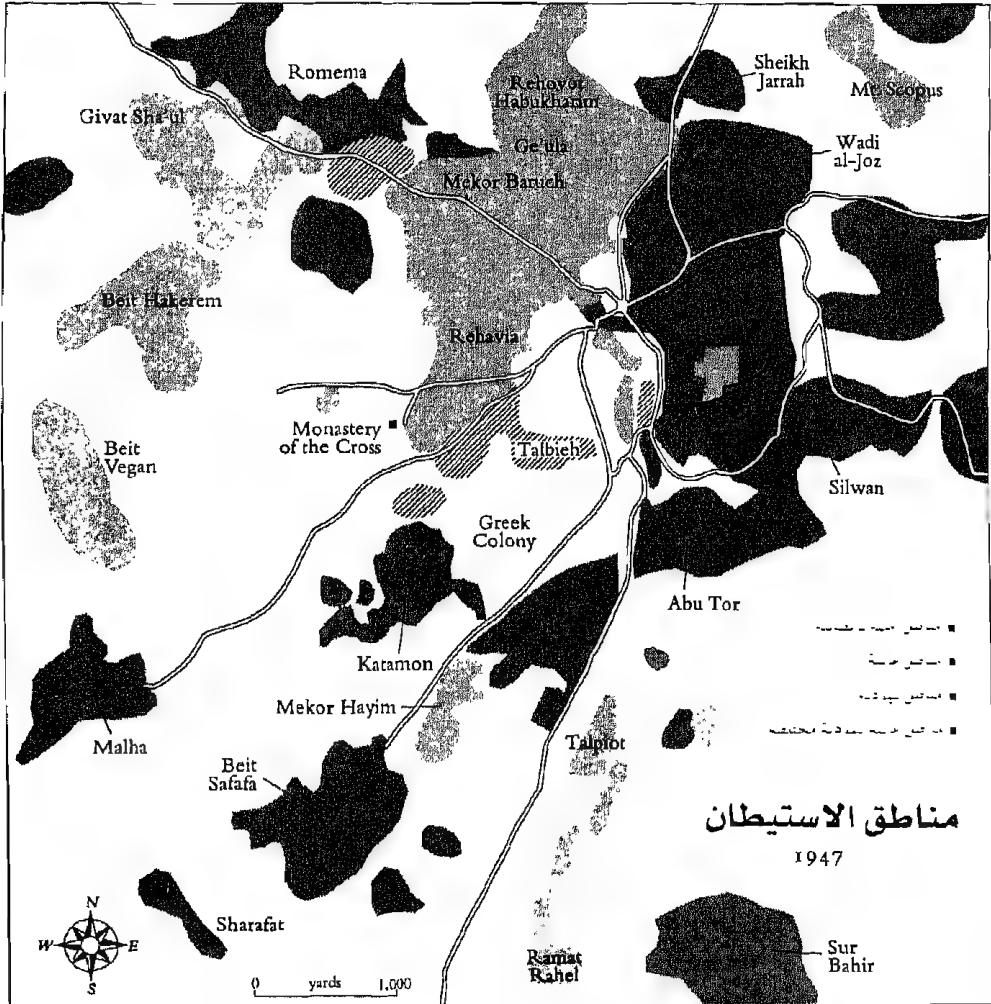 Romema
Sheikh
Jarrah
Rehovot
Habukharim
Mt. Scopus
Givat Sha'ul
Ge'ula
Wadi
al-Joz
Mekor Baruch
Beit Hakerem
Rehavia
Monastery
of the Cross
Talbieh
Beit
Vegan
Silwan
Greek
Colony
Abu Tor
Katamon
Mekor Hayim
Malha
Talpiot
Beit
Safafa
مناطق الاستيطان
1947
Sharafat
N
W E
S
0 yards 1,000
Ramat
Rahel
Sur
Bahir